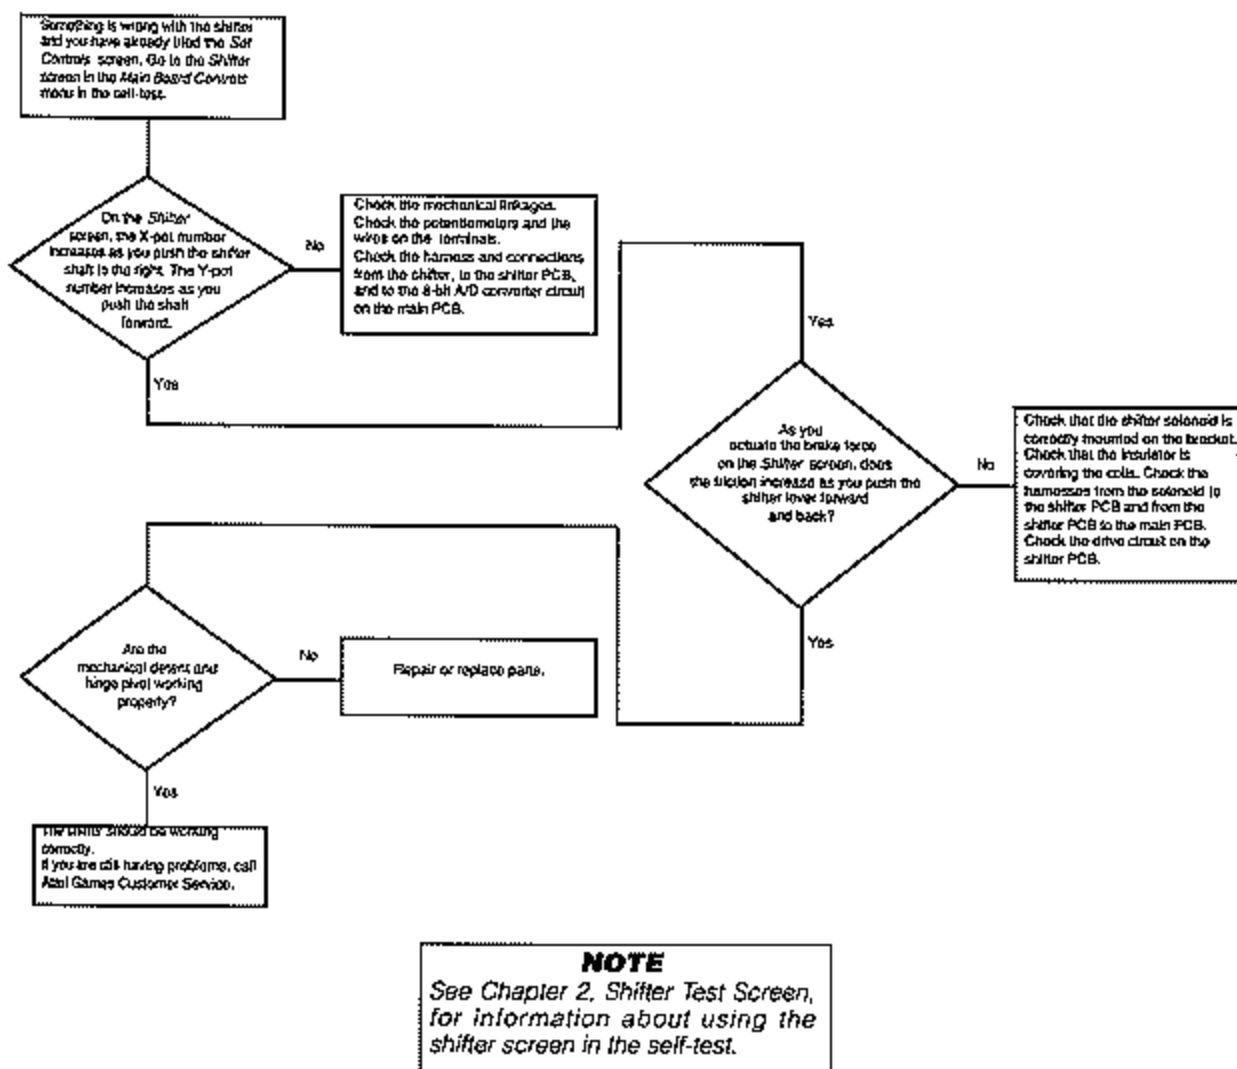 Something is wrong with the shifter
and you have already tried the Set
Controls screen. Go to the Shifter
screen in the Main Board Controls
menu in the self-test.
On the Shifter
screen, the X-pot number
increases as you push the shifter
shaft to the right. The Y-pot
number increases as you
push the shaft
forward.
No
Check the mechanical linkages.
Check the potentiometers and the
wires on the terminals.
Check the harness and connections
from the shifter, to the shifter PCB,
and to the 8-bit A/D converter circuit
on the main PCB.
Yes
Yes
As you
actuate the brake force
on the Shifter screen, does
the friction increase as you push the
shifter lever forward
and back?
No
Check that the shifter solenoid is
correctly mounted on the bracket.
Check that the insulator is
covering the coils. Check the
harnesses from the solenoid to
the shifter PCB and from the
shifter PCB to the main PCB.
Check the drive circuit on the
shifter PCB.
Yes
Are the
mechanical detent and
hinge pivot working
properly?
No
Repair or replace parts.
Yes
The shifter should be working
correctly.
If you are still having problems, call
Atari Games Customer Service.
NOTE
See Chapter 2, Shifter Test Screen,
for information about using the
shifter screen in the self-test.